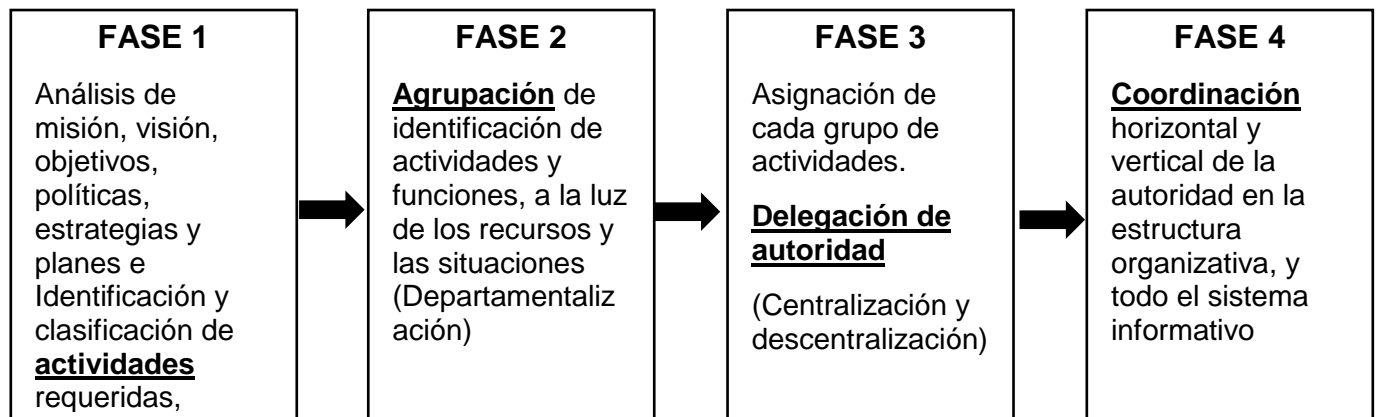 FASE 1
Análisis de
misión, visión,
objetivos,
políticas,
estrategias y
planes e
Identificación y
clasificación de
actividades
requeridas,
FASE 2
Agrupación de
identificación de
actividades y
funciones, a la luz
de los recursos y
las situaciones
(Departamentaliz
ación)
FASE 3
Asignación de
cada grupo de
actividades.
Delegación de
autoridad
(Centralización y
descentralización)
FASE 4
Coordinación
horizontal y
vertical de la
autoridad en la
estructura
organizativa, y
todo el sistema
informativo